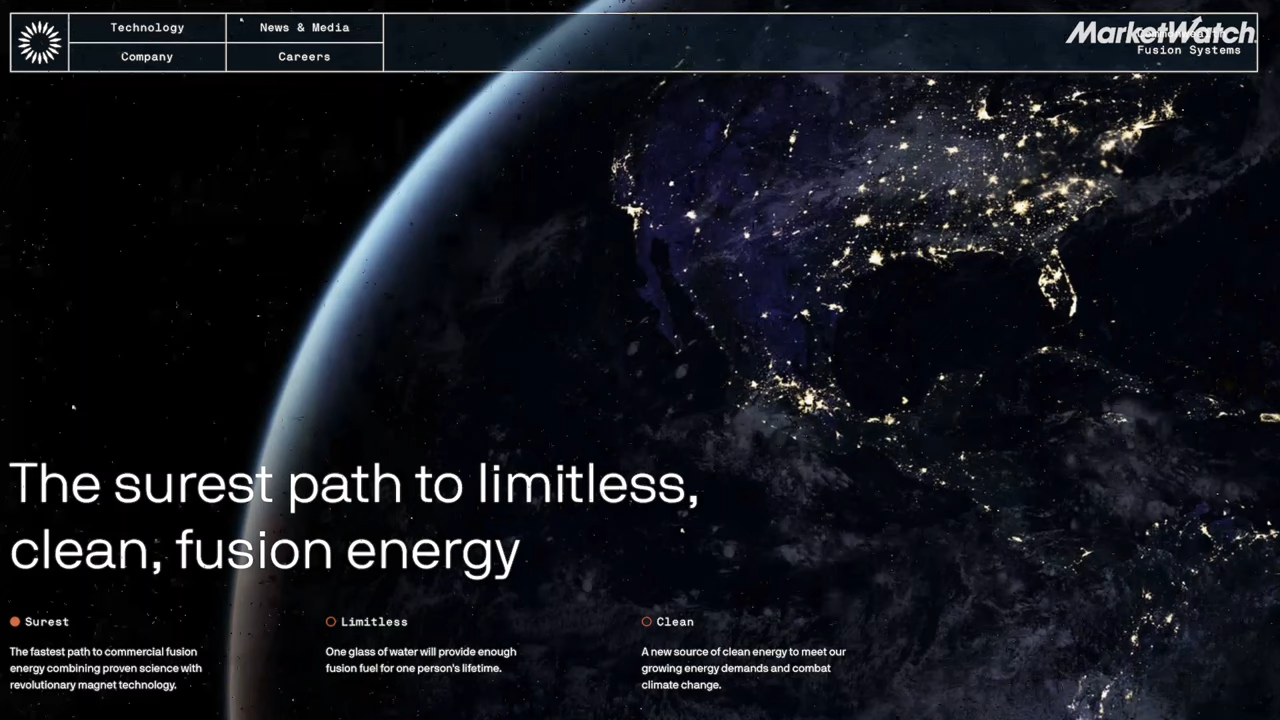 Technology
News & Media
Company
Careers
MarketWatch
Fusion Systems
The surest path to limitless,
clean, fusion energy
Surest
Limitless
Clean
The fastest path to commercial fusion
energy combining proven science with
revolutionary magnet technology.
One glass of water will provide enough
fusion fuel for one person's lifetime.
A new source of clean energy to meet our
growing energy demands and combat
climate change.